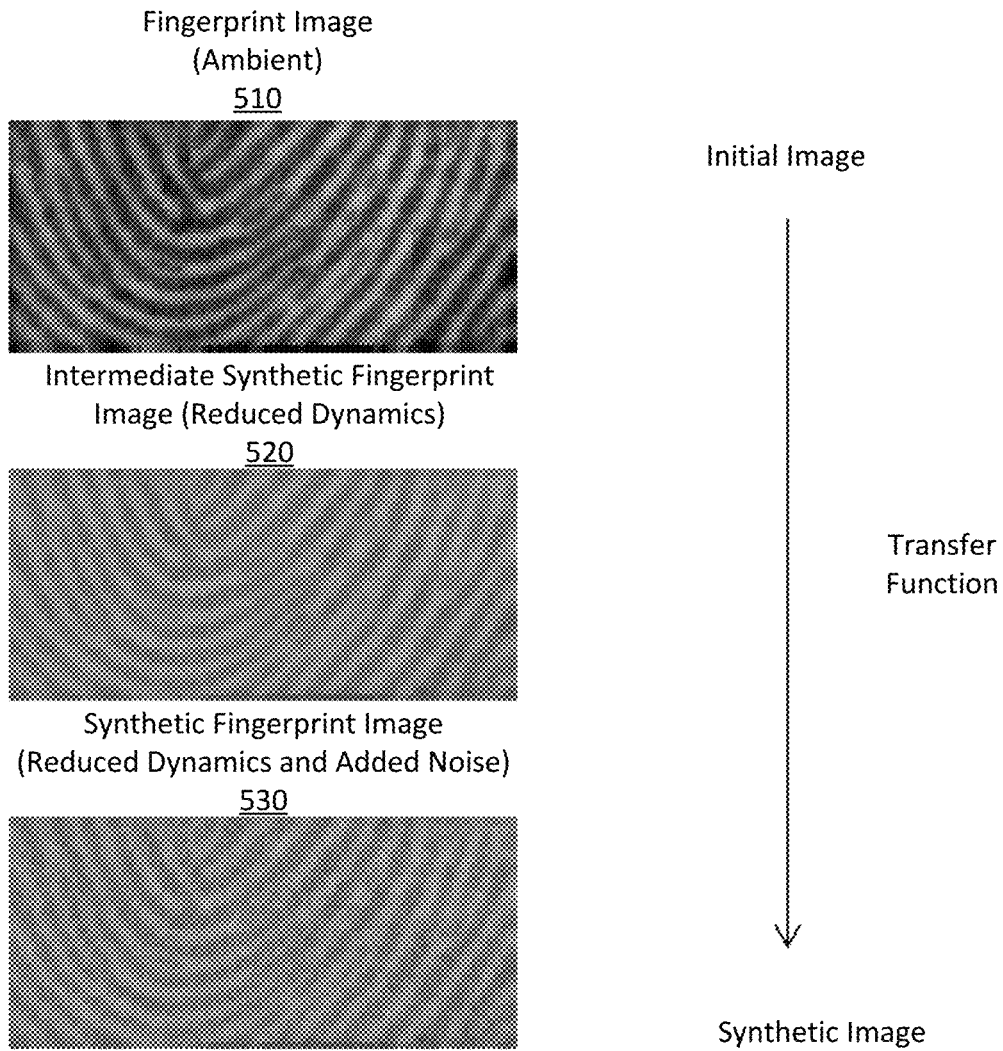 Fingerprint Image
(Ambient)
510
Initial Image
Intermediate Synthetic Fingerprint
Image (Reduced Dynamics)
520
Transfer
Function
Synthetic Fingerprint Image
(Reduced Dynamics and Added Noise)
530
Synthetic Image